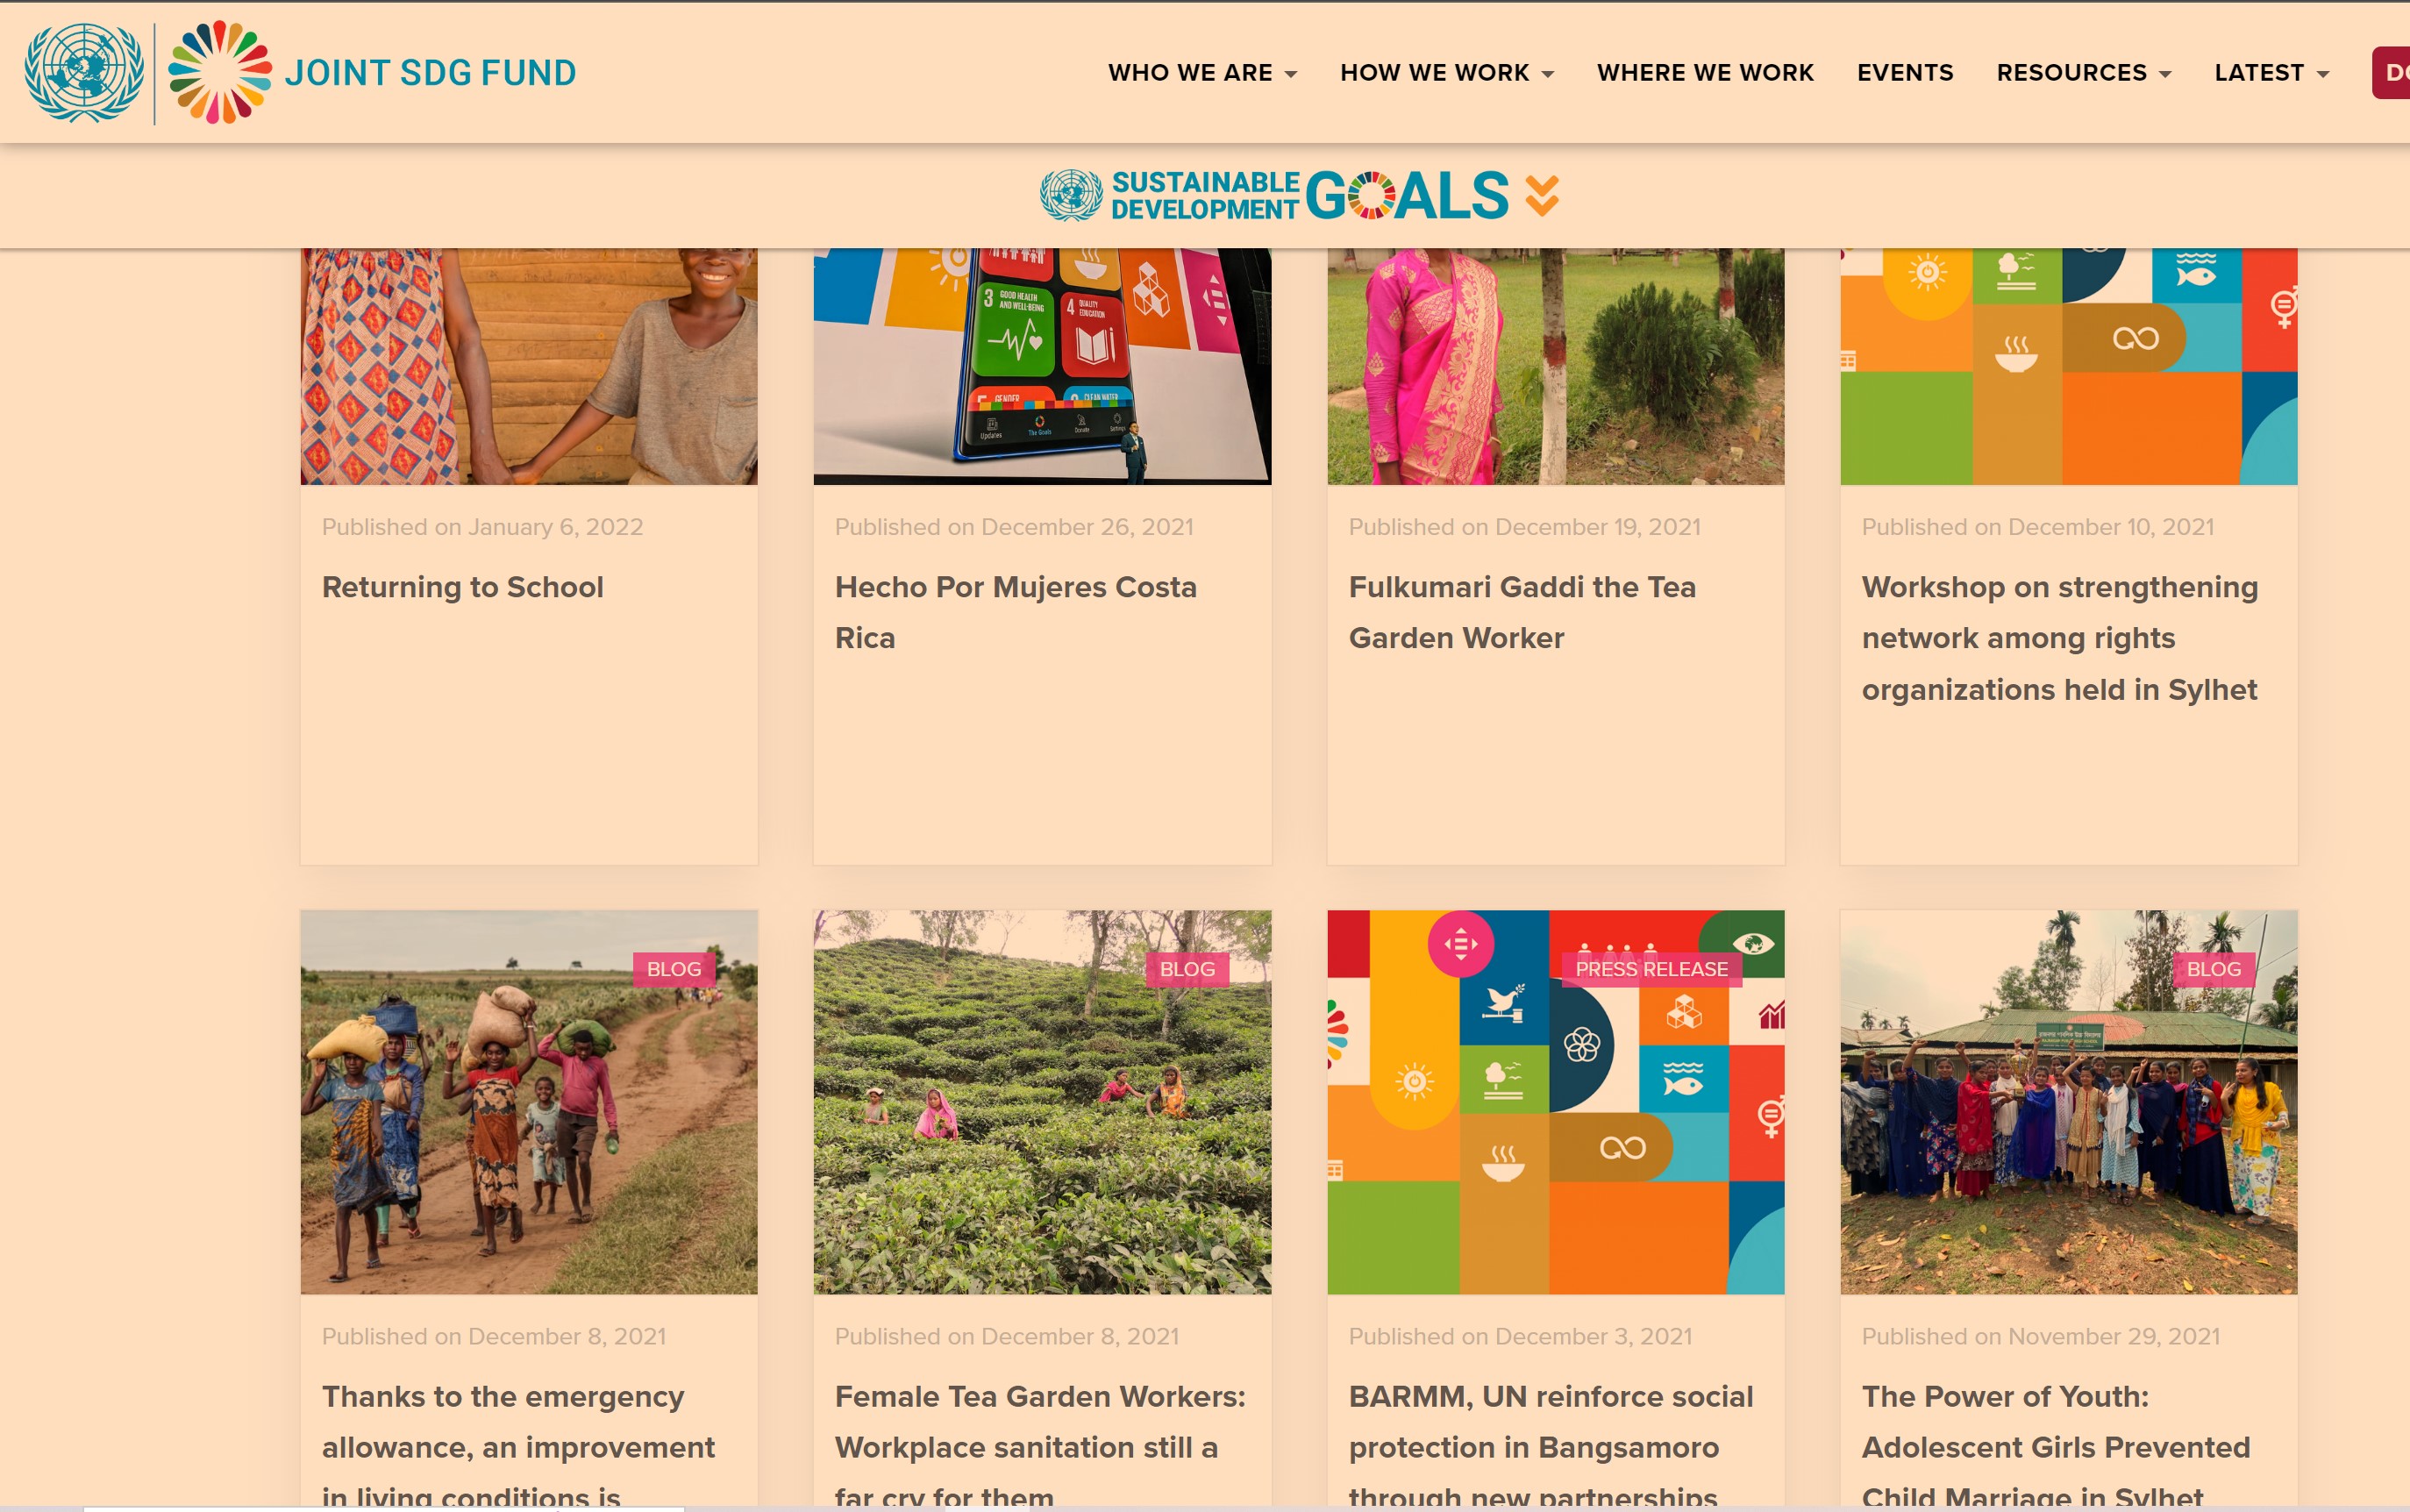 JOINT SDG FUND
WHO WE ARE
HOW WE WORK
WHERE WE WORK
EVENTS
RESOURCES
LATEST
SUSTAINABLE
DEVELOPMENT
GOALS
3 GOOD HEALTH
AND WELL-BEING
4 QUALITY
EDUCATION
GENDER
CLEAN WATER
Updates
The Goals
Donate
Published on January 6, 2022
Returning to School
Published on December 26, 2021
Hecho Por Mujeres Costa
Rica
Published on December 19, 2021
Fulkumari Gaddi the Tea
Garden Worker
Published on December 10, 2021
Workshop on strengthening
network among rights
organizations held in Sylhet
BLOG
Published on December 8, 2021
Thanks to the emergency
allowance, an improvement
in living conditions is
BLOG
Published on December 8, 2021
Female Tea Garden Workers:
Workplace sanitation still a
far cry for them
PRESS RELEASE
Published on December 3, 2021
BARMM, UN reinforce social
protection in Bangsamoro
through new partnerships
BLOG
Published on November 29, 2021
The Power of Youth:
Adolescent Girls Prevented
Child Marriage in Sylhet